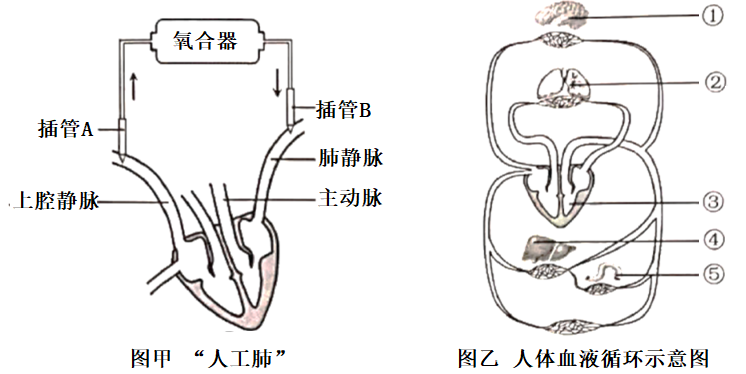 氧合器
插管A
插管B
肺静脉
上腔静脉
主动脉
图甲 “人工肺”
①
②
③
④
⑤
图乙 人体血液循环示意图